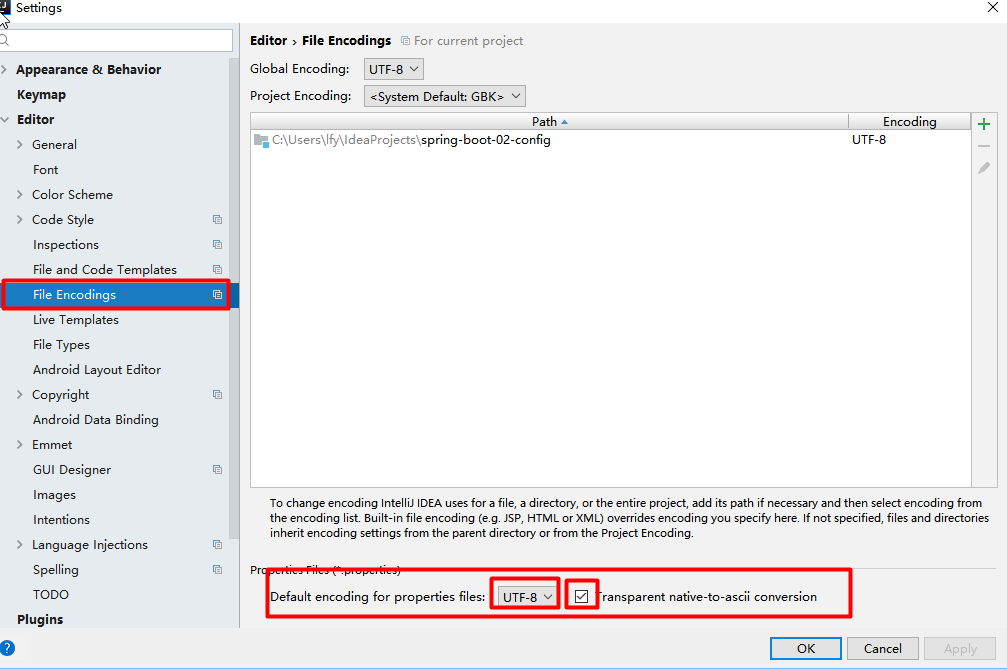 Settings
Appearance & Behavior
Keymap
Editor
General
Font
Color Scheme
Code Style
Inspections
File and Code Templates
File Encodings
Live Templates
File Types
Android Layout Editor
Copyright
Android Data Binding
Emmet
GUI Designer
Images
Intentions
Language Injections
Spelling
TODO
Plugins
?
Editor › File Encodings For current project
Global Encoding: UTF-8
Project Encoding: <System Default: GBK>
Path Encoding
C:\Users\lfy\IdeaProjects\spring-boot-02-config UTF-8
To change encoding IntelliJ IDEA uses for a file, a directory, or the entire project, add its path if necessary and then select encoding from
the encoding list. Built-in file encoding (e.g. JSP, HTML or XML) overrides encoding you specify here. If not specified, files and directories
inherit encoding settings from the parent directory or from the Project Encoding.
Properties Files (*.properties)
Default encoding for properties files: UTF-8 Transparent native-to-ascii conversion
OK Cancel Apply